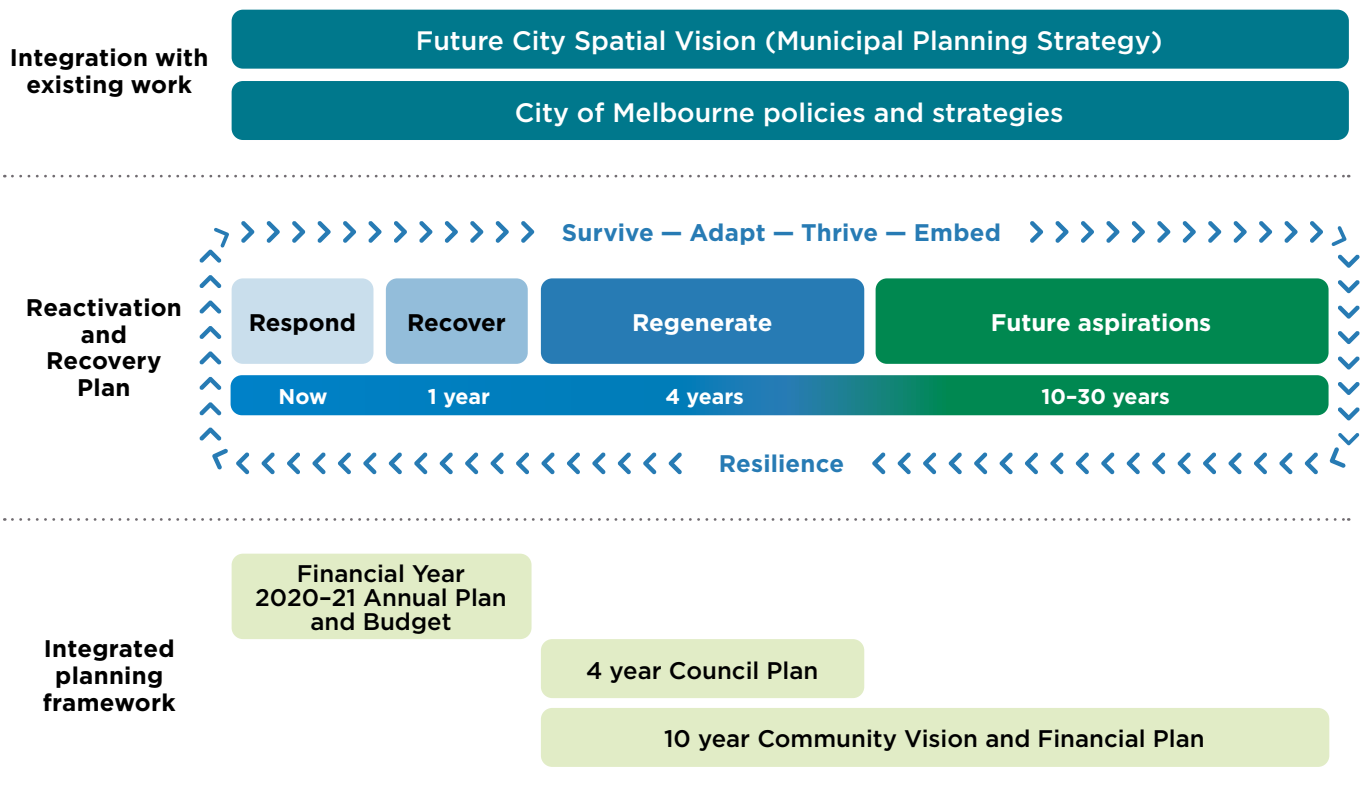 Integration with
existing work
Future City Spatial Vision (Municipal Planning Strategy)
City of Melbourne policies and strategies
Reactivation
and
Recovery
Plan
Survive — Adapt — Thrive — Embed
Respond
Recover
Regenerate
Future aspirations
Now
1 year
4 years
10–30 years
Resilience
Integrated
planning
framework
Financial Year
2020–21 Annual Plan
and Budget
4 year Council Plan
10 year Community Vision and Financial Plan